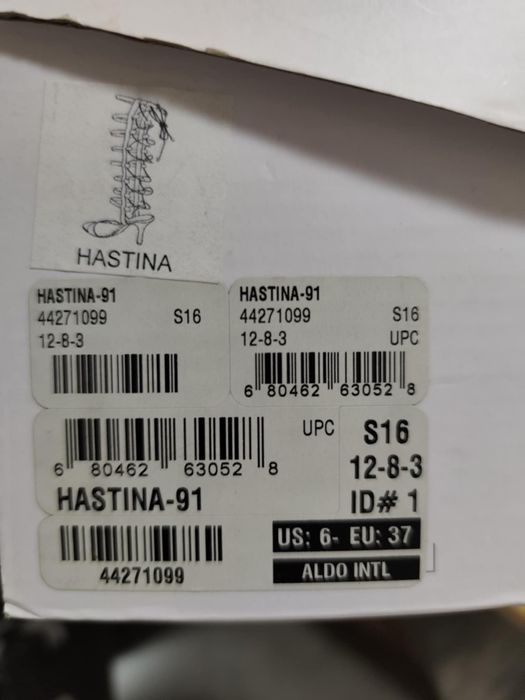 HASTINA
HASTINA-91
44271099 S16
12-8-3
HASTINA-91
44271099 S16
12-8-3 UPC
6 80462 63052 8
UPC
6 80462 63052 8
HASTINA-91
44271099
S16
12-8-3
ID# 1
US: 6- EU: 37
ALDO INTL